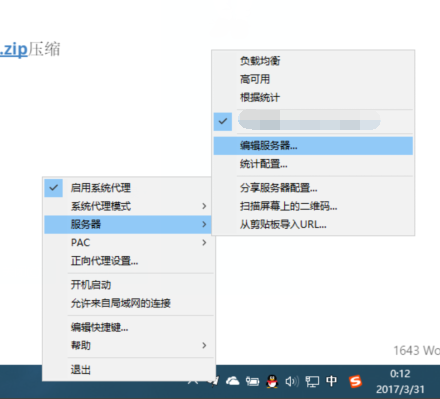 .zip压缩
负载均衡
高可用
根据统计
编辑服务器...
统计配置...
分享服务器配置...
扫描屏幕上的二维码...
从剪贴板导入URL...
启用系统代理
系统代理模式
服务器
PAC
正向代理设置...
开机启动
允许来自局域网的连接
编辑快捷键...
帮助
退出
1643 Wo
中
0:12
2017/3/31